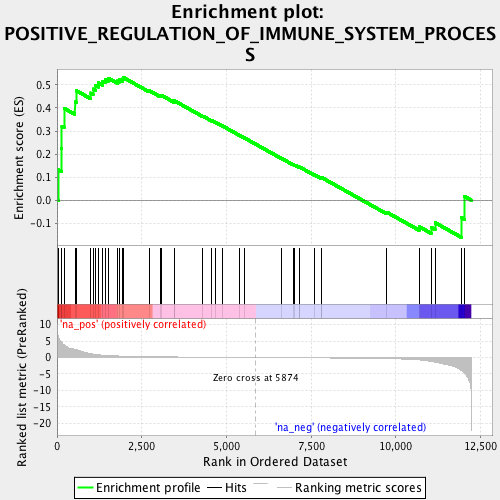 Enrichment plot:
POSITIVE_REGULATION_OF_IMMUNE_SYSTEM_PROCES
S
Enrichment score (ES)
0.5
0.4
0.3
0.2
0.1
0.0
-0.1
'na_pos' (positively correlated)
Ranked list metric (PreRanked)
10
5
0
-5
-10
-15
-20
Zero cross at 5874
'na_neg' (negatively correlated)
0
2,500
5,000
7,500
10,000
12,500
Rank in Ordered Dataset
Enrichment profile
Hits
Ranking metric scores